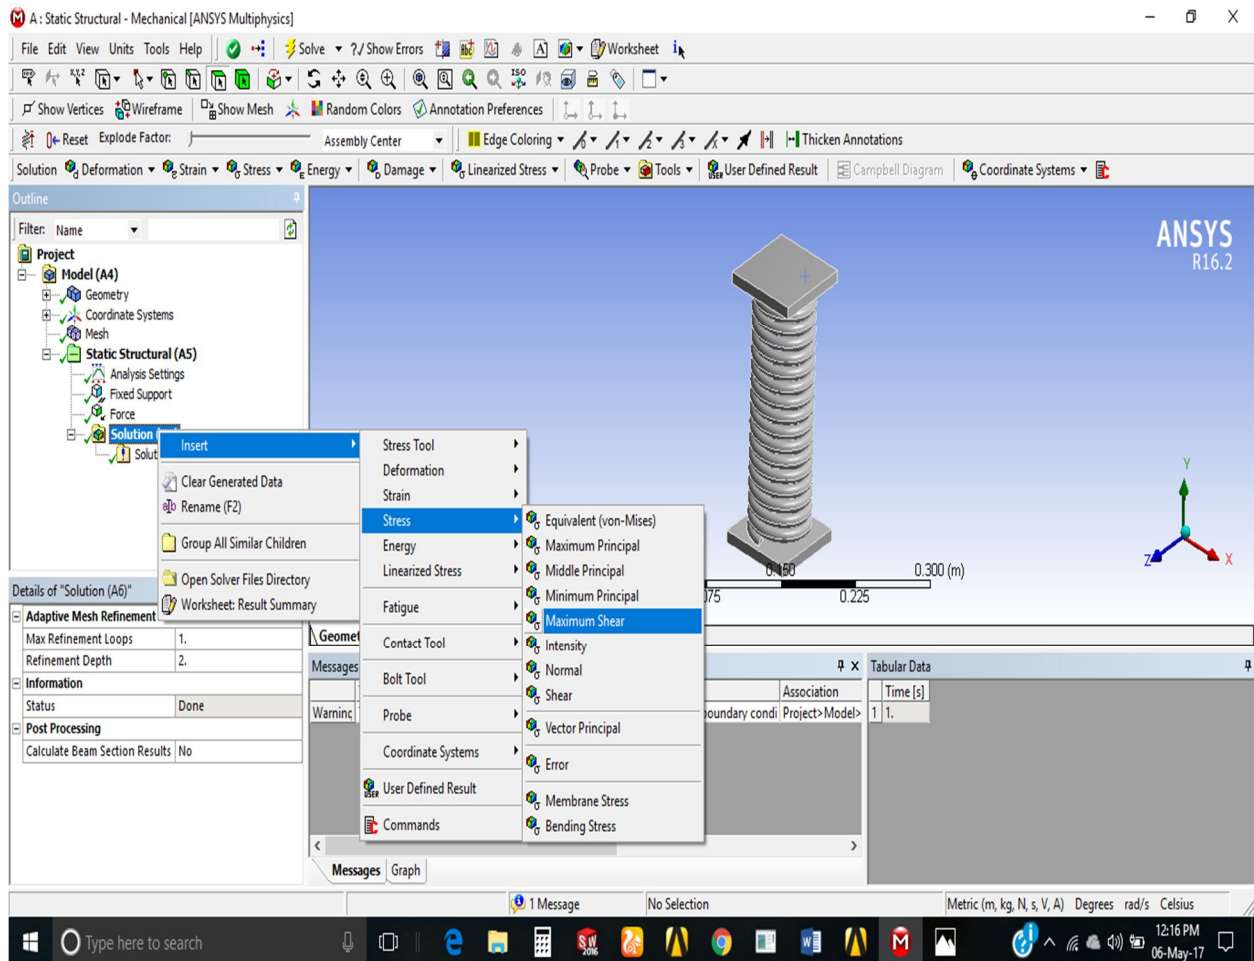 A : Static Structural - Mechanical [ANSYS Multiphysics]
File Edit View Units Tools Help Solve ?/ Show Errors Worksheet
Show Vertices Wireframe Show Mesh Random Colors Annotation Preferences
Reset Explode Factor: Assembly Center Edge Coloring Thicken Annotations
Solution Deformation Strain Stress Energy Damage Linearized Stress Probe Tools User Defined Result Campbell Diagram Coordinate Systems
Outline
Filter: Name
Project
Model (A4)
Geometry
Coordinate Systems
Mesh
Static Structural (A5)
Analysis Settings
Fixed Support
Force
Solution
Solut
Insert
Clear Generated Data
Rename (F2)
Group All Similar Children
Open Solver Files Directory
Worksheet: Result Summary
Stress Tool
Deformation
Strain
Stress
Energy
Linearized Stress
Fatigue
Contact Tool
Bolt Tool
Probe
Coordinate Systems
User Defined Result
Commands
Equivalent (von-Mises)
Maximum Principal
Middle Principal
Minimum Principal
Maximum Shear
Intensity
Normal
Shear
Vector Principal
Error
Membrane Stress
Bending Stress
ANSYS
R16.2
Y
Z X
0.150 0.300 (m)
75 0.225
Details of "Solution (A6)"
Adaptive Mesh Refinement
Max Refinement Loops 1.
Refinement Depth 2.
Information
Status Done
Post Processing
Calculate Beam Section Results No
Geomet
Messages
Association
Warning boundary condi Project>Model>
Tabular Data
Time [s]
1 1.
Messages Graph
1 Message No Selection Metric (m, kg, N, s, V, A) Degrees rad/s Celsius
Type here to search
12:16 PM
06-May-17